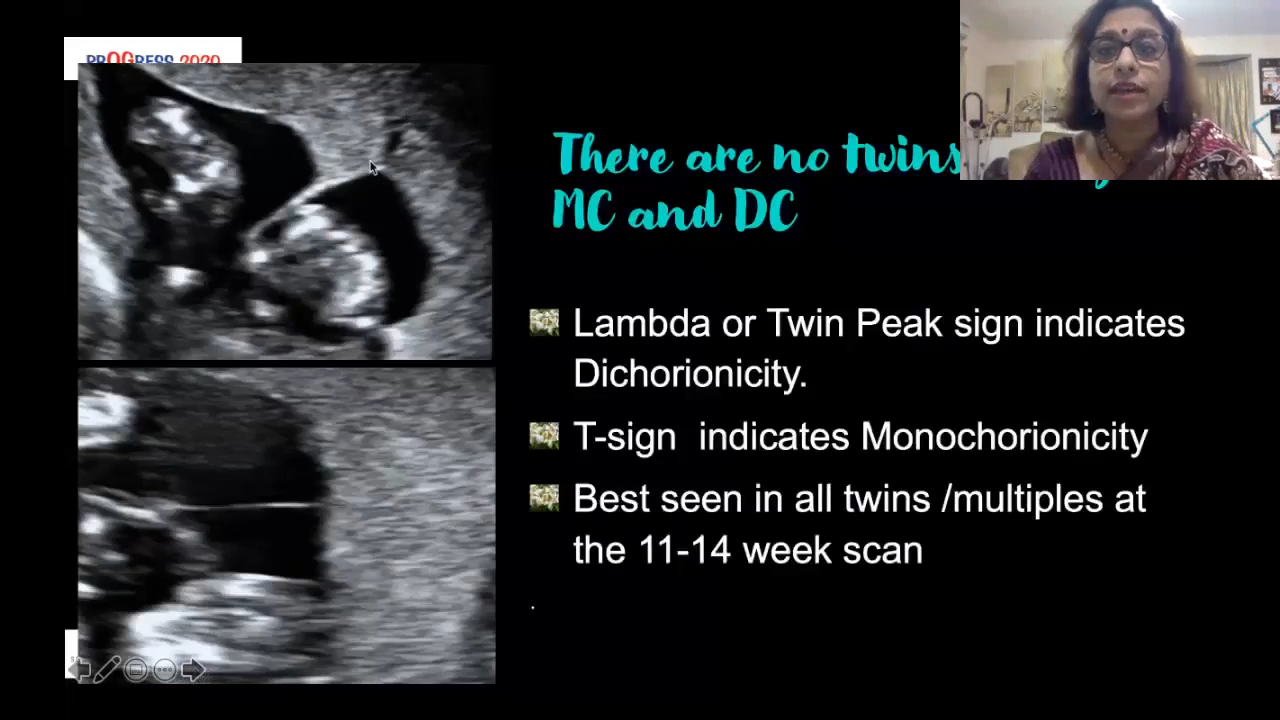 PROGRESS 2020
There are no twins
MC and DC
Lambda or Twin Peak sign indicates
Dichorionicity.
T-sign indicates Monochorionicity
Best seen in all twins /multiples at
the 11-14 week scan
.